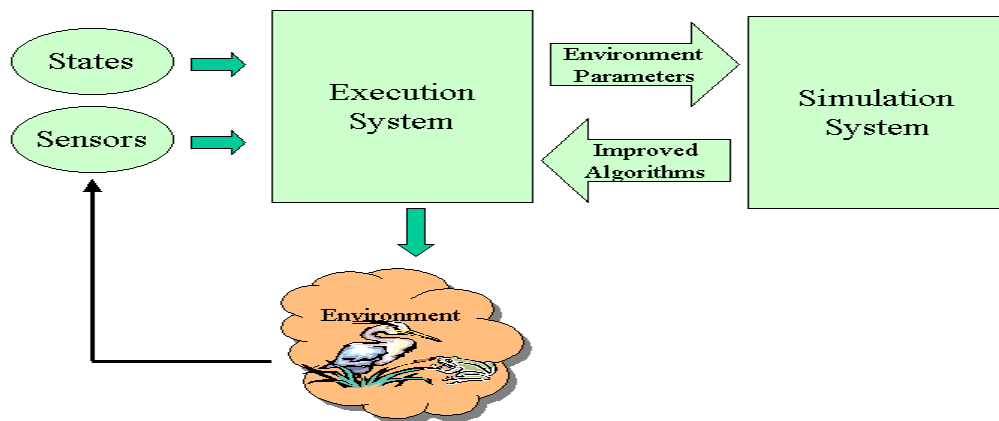 States
Sensors
Execution
System
Environment
Parameters
Improved
Algorithms
Simulation
System
Environment